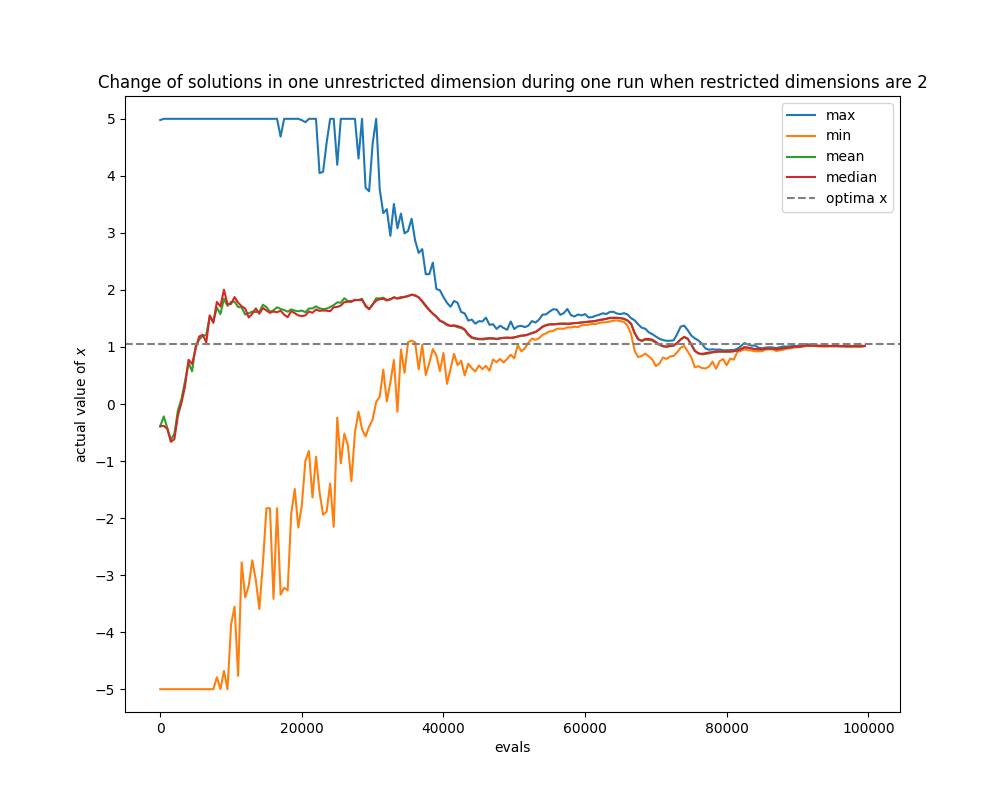 Change of solutions in one unrestricted dimension during one run when restricted dimensions are 2
max
min
mean
median
optima x
5
4
3
2
1
0
−1
−2
−3
−4
−5
actual value of x
0
20000
40000
60000
80000
100000
evals